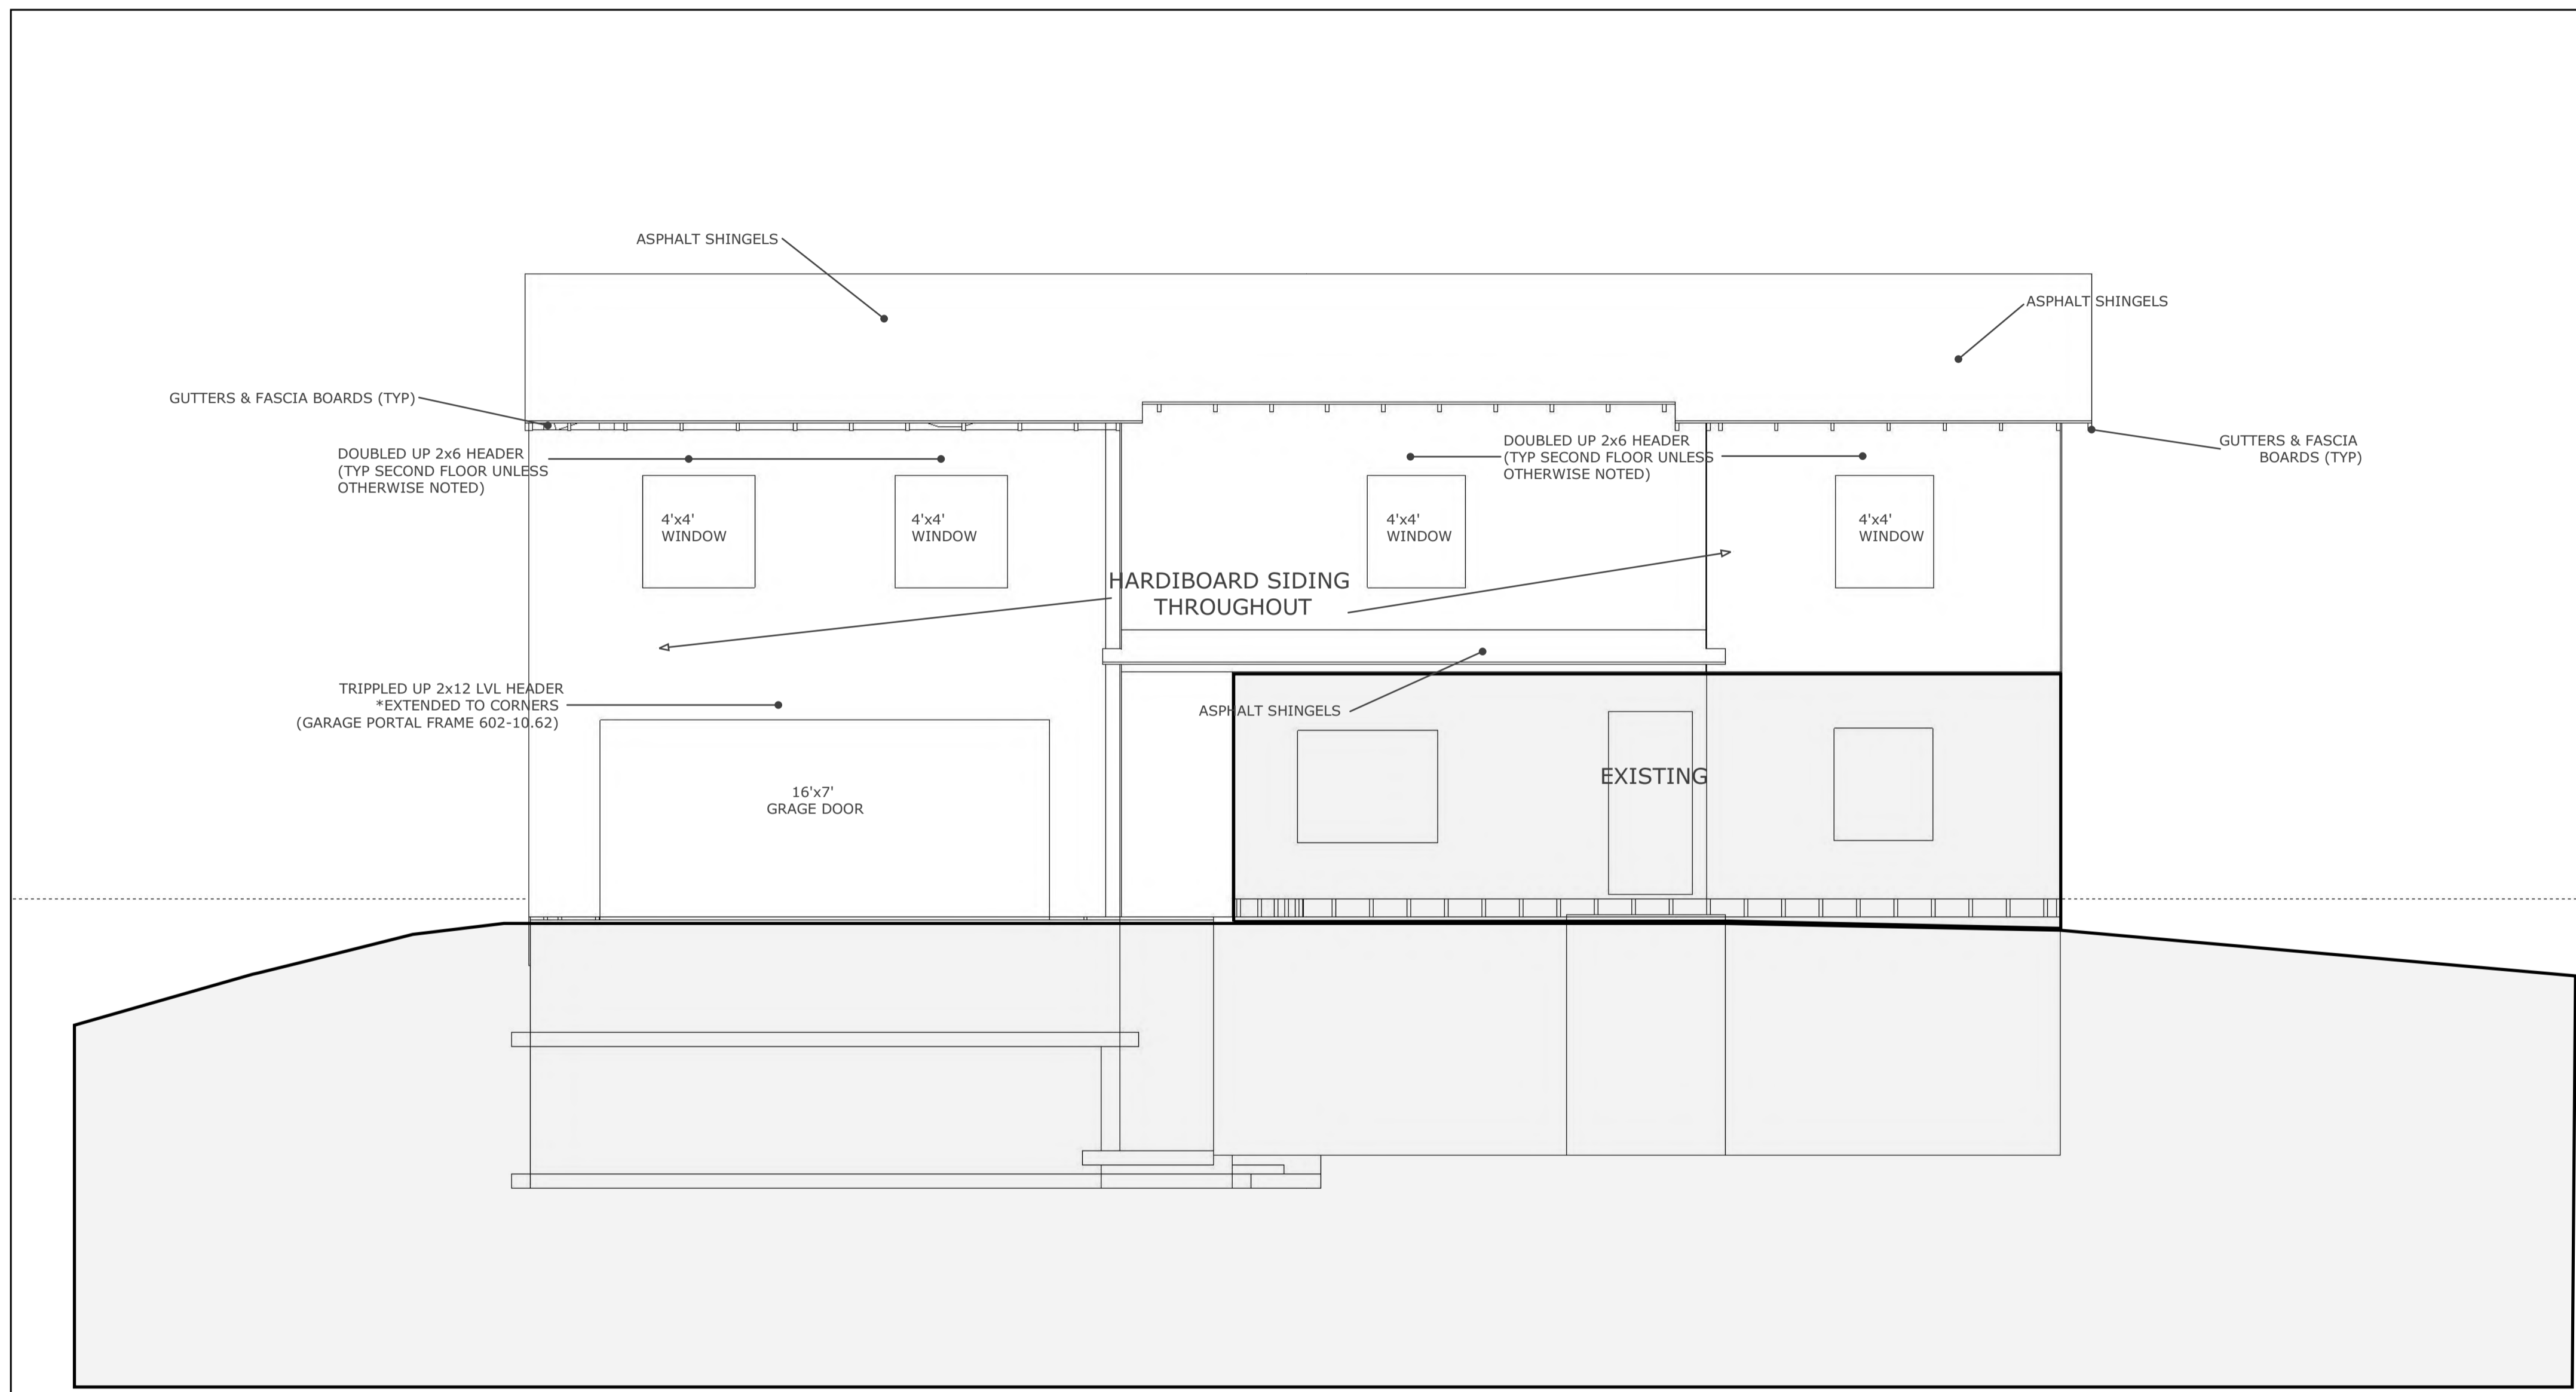 ASPHALT SHINGELS
ASPHALT SHINGELS
GUTTERS & FASCIA BOARDS (TYP)
DOUBLED UP 2x6 HEADER
(TYP SECOND FLOOR UNLESS
OTHERWISE NOTED)
DOUBLED UP 2x6 HEADER
(TYP SECOND FLOOR UNLESS
OTHERWISE NOTED)
GUTTERS & FASCIA
BOARDS (TYP)
4'x4'
WINDOW
4'x4'
WINDOW
4'x4'
WINDOW
4'x4'
WINDOW
HARDIBOARD SIDING
THROUGHOUT
TRIPPLED UP 2x12 LVL HEADER
*EXTENDED TO CORNERS
(GARAGE PORTAL FRAME 602-10.62)
ASPHALT SHINGELS
EXISTING
16'x7'
GRAGE DOOR